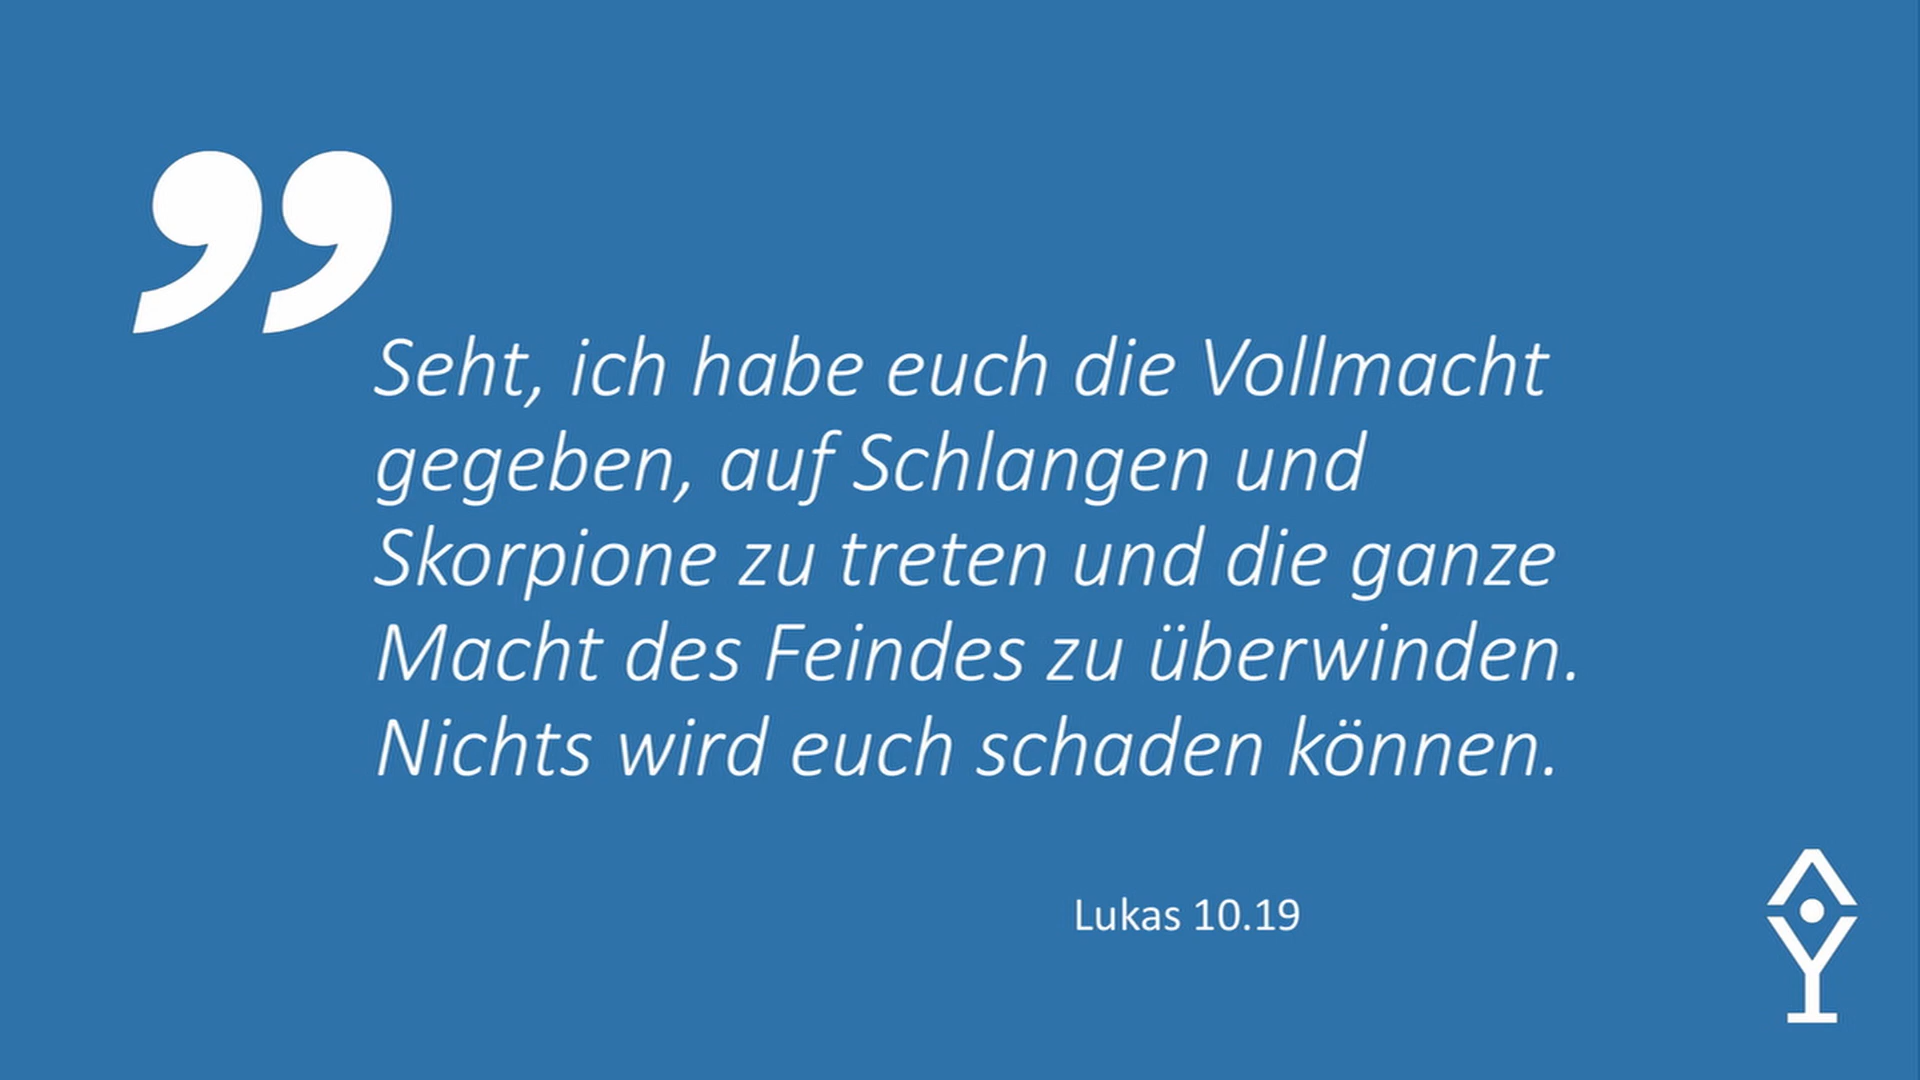 ”
Seht, ich habe euch die Vollmacht
gegeben, auf Schlangen und
Skorpione zu treten und die ganze
Macht des Feindes zu überwinden.
Nichts wird euch schaden können.
Lukas 10.19